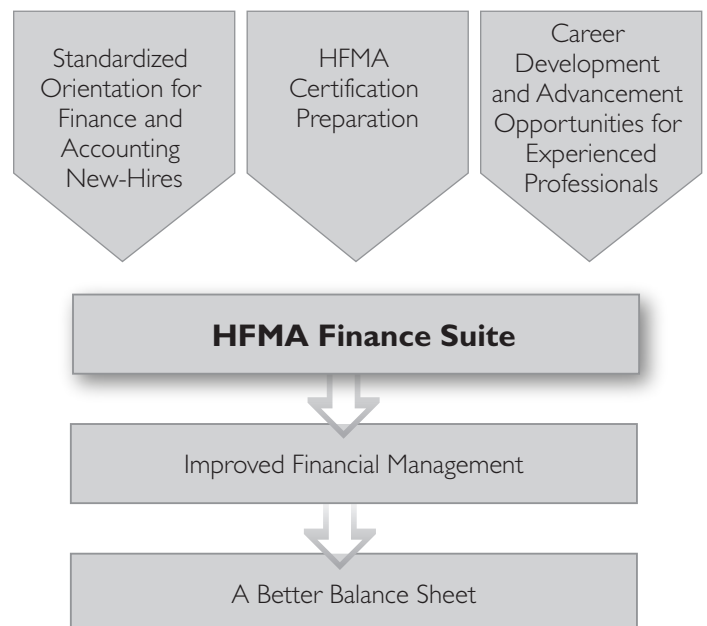 Standardized
Orientation for
Finance and
Accounting
New-Hires
HFMA
Certification
Preparation
Career
Development
and Advancement
Opportunities for
Experienced
Professionals
HFMA Finance Suite
Improved Financial Management
A Better Balance Sheet